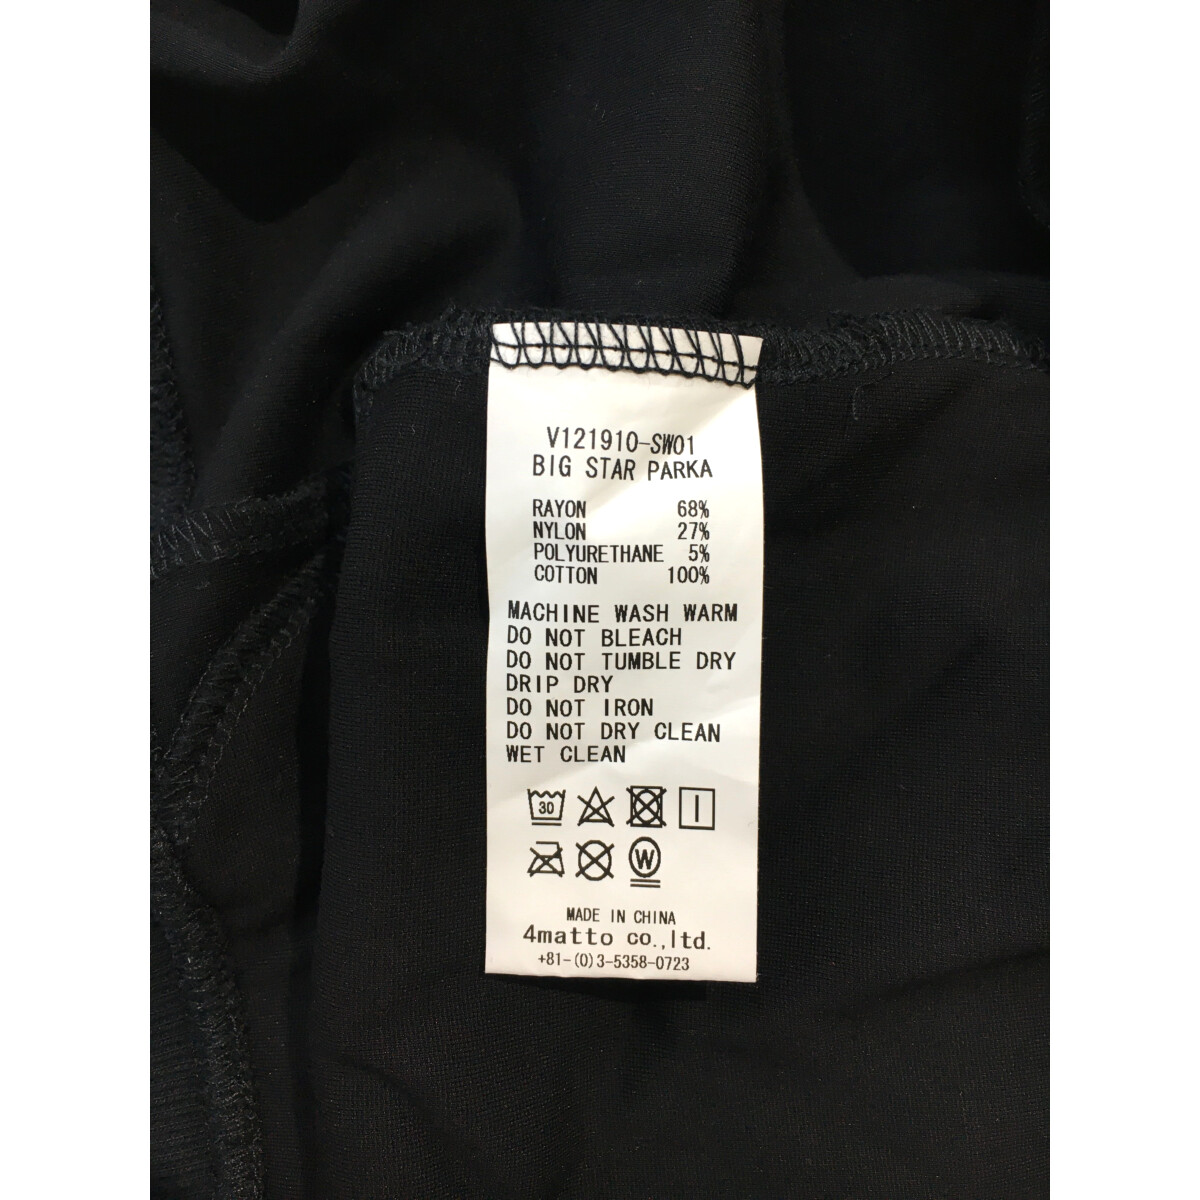 V121910-SW01
BIG STAR PARKA
RAYON 68%
NYLON 27%
POLYURETHANE 5%
COTTON 100%
MACHINE WASH WARM
DO NOT BLEACH
DO NOT TUMBLE DRY
DRIP DRY
DO NOT IRON
DO NOT DRY CLEAN
WET CLEAN
30
W
MADE IN CHINA
4matto co.,ltd.
+81-(0)3-5358-0723